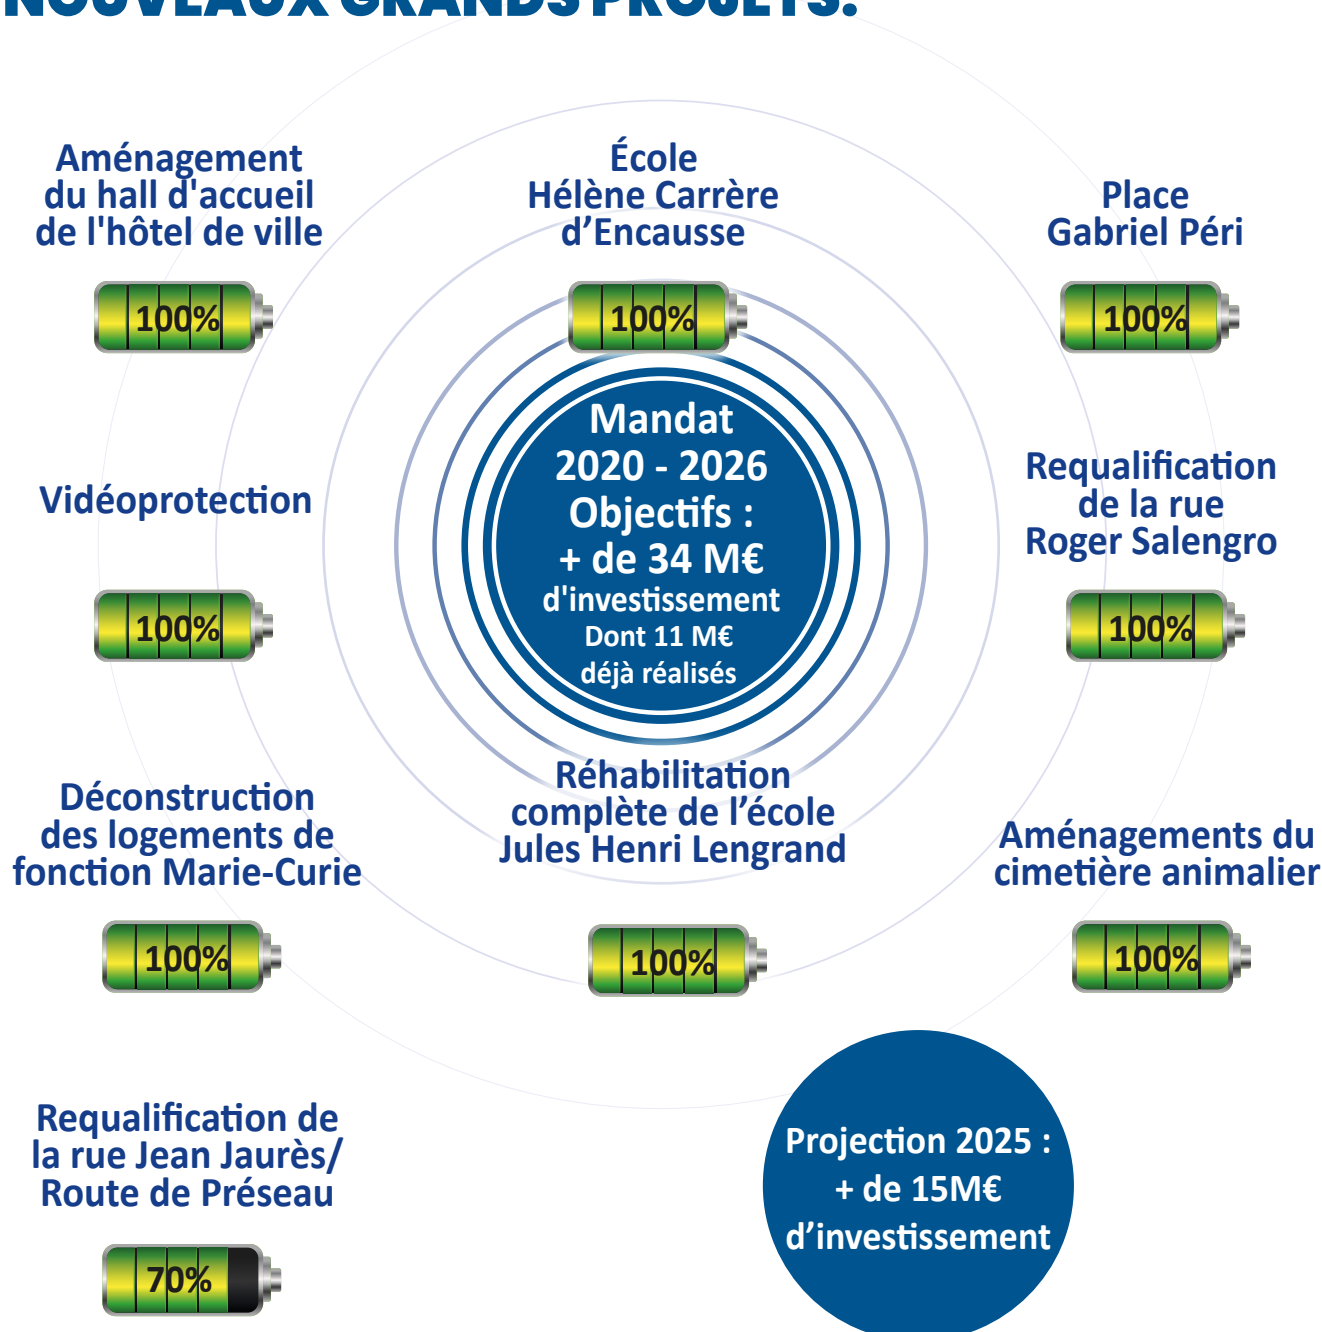 NOUVEAUX GRANDS PROJETS.
Aménagement
du hall d'accueil
de l'hôtel de ville
100%
École
Hélène Carrère
d’Encausse
100%
Place
Gabriel Péri
100%
Vidéoprotection
100%
Mandat
2020 - 2026
Objectifs :
+ de 34 M€
d'investissement
Dont 11 M€
déjà réalisés
Requalification
de la rue
Roger Salengro
100%
Déconstruction
des logements de
fonction Marie-Curie
100%
Réhabilitation
complète de l’école
Jules Henri Lengrand
100%
Aménagements du
cimetière animalier
100%
Requalification de
la rue Jean Jaurès/
Route de Préseau
70%
Projection 2025 :
+ de 15M€
d’investissement